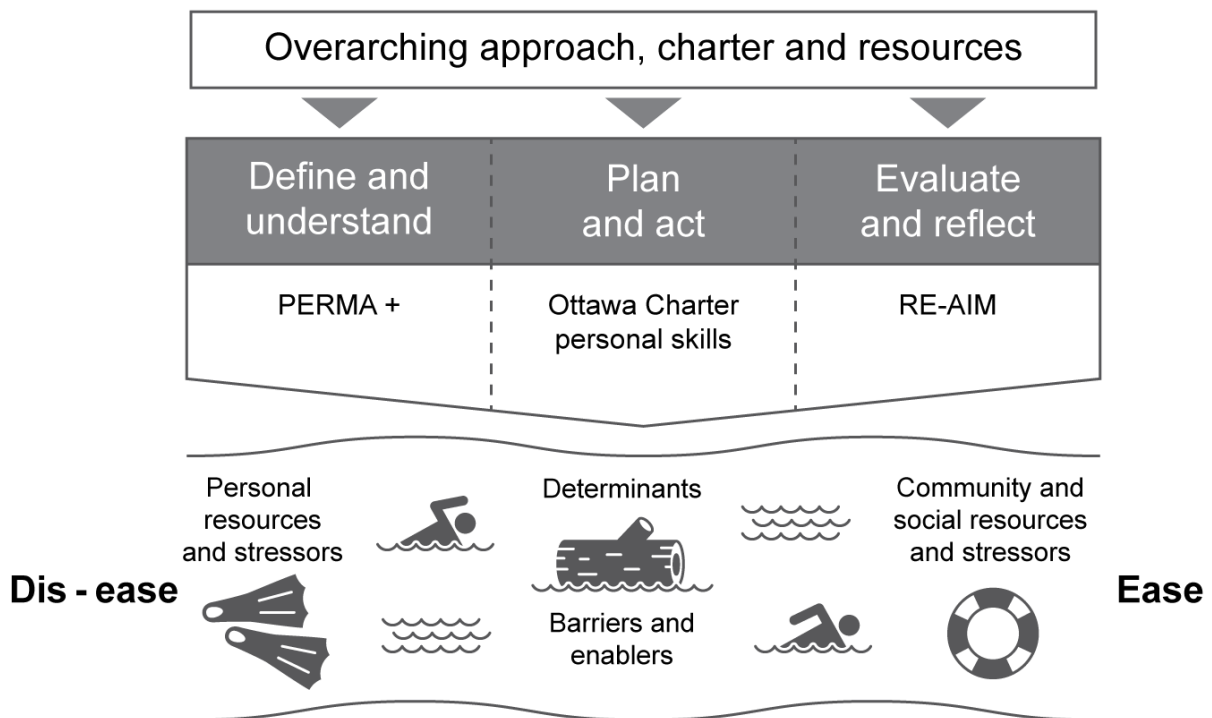 Overarching approach, charter and resources
Define and
understand
Plan
and act
Evaluate
and reflect
PERMA +
Ottawa Charter
personal skills
RE-AIM
Personal
resources
and stressors
Determinants
Community and
social resources
and stressors
Dis - ease
Ease
Barriers and
enablers